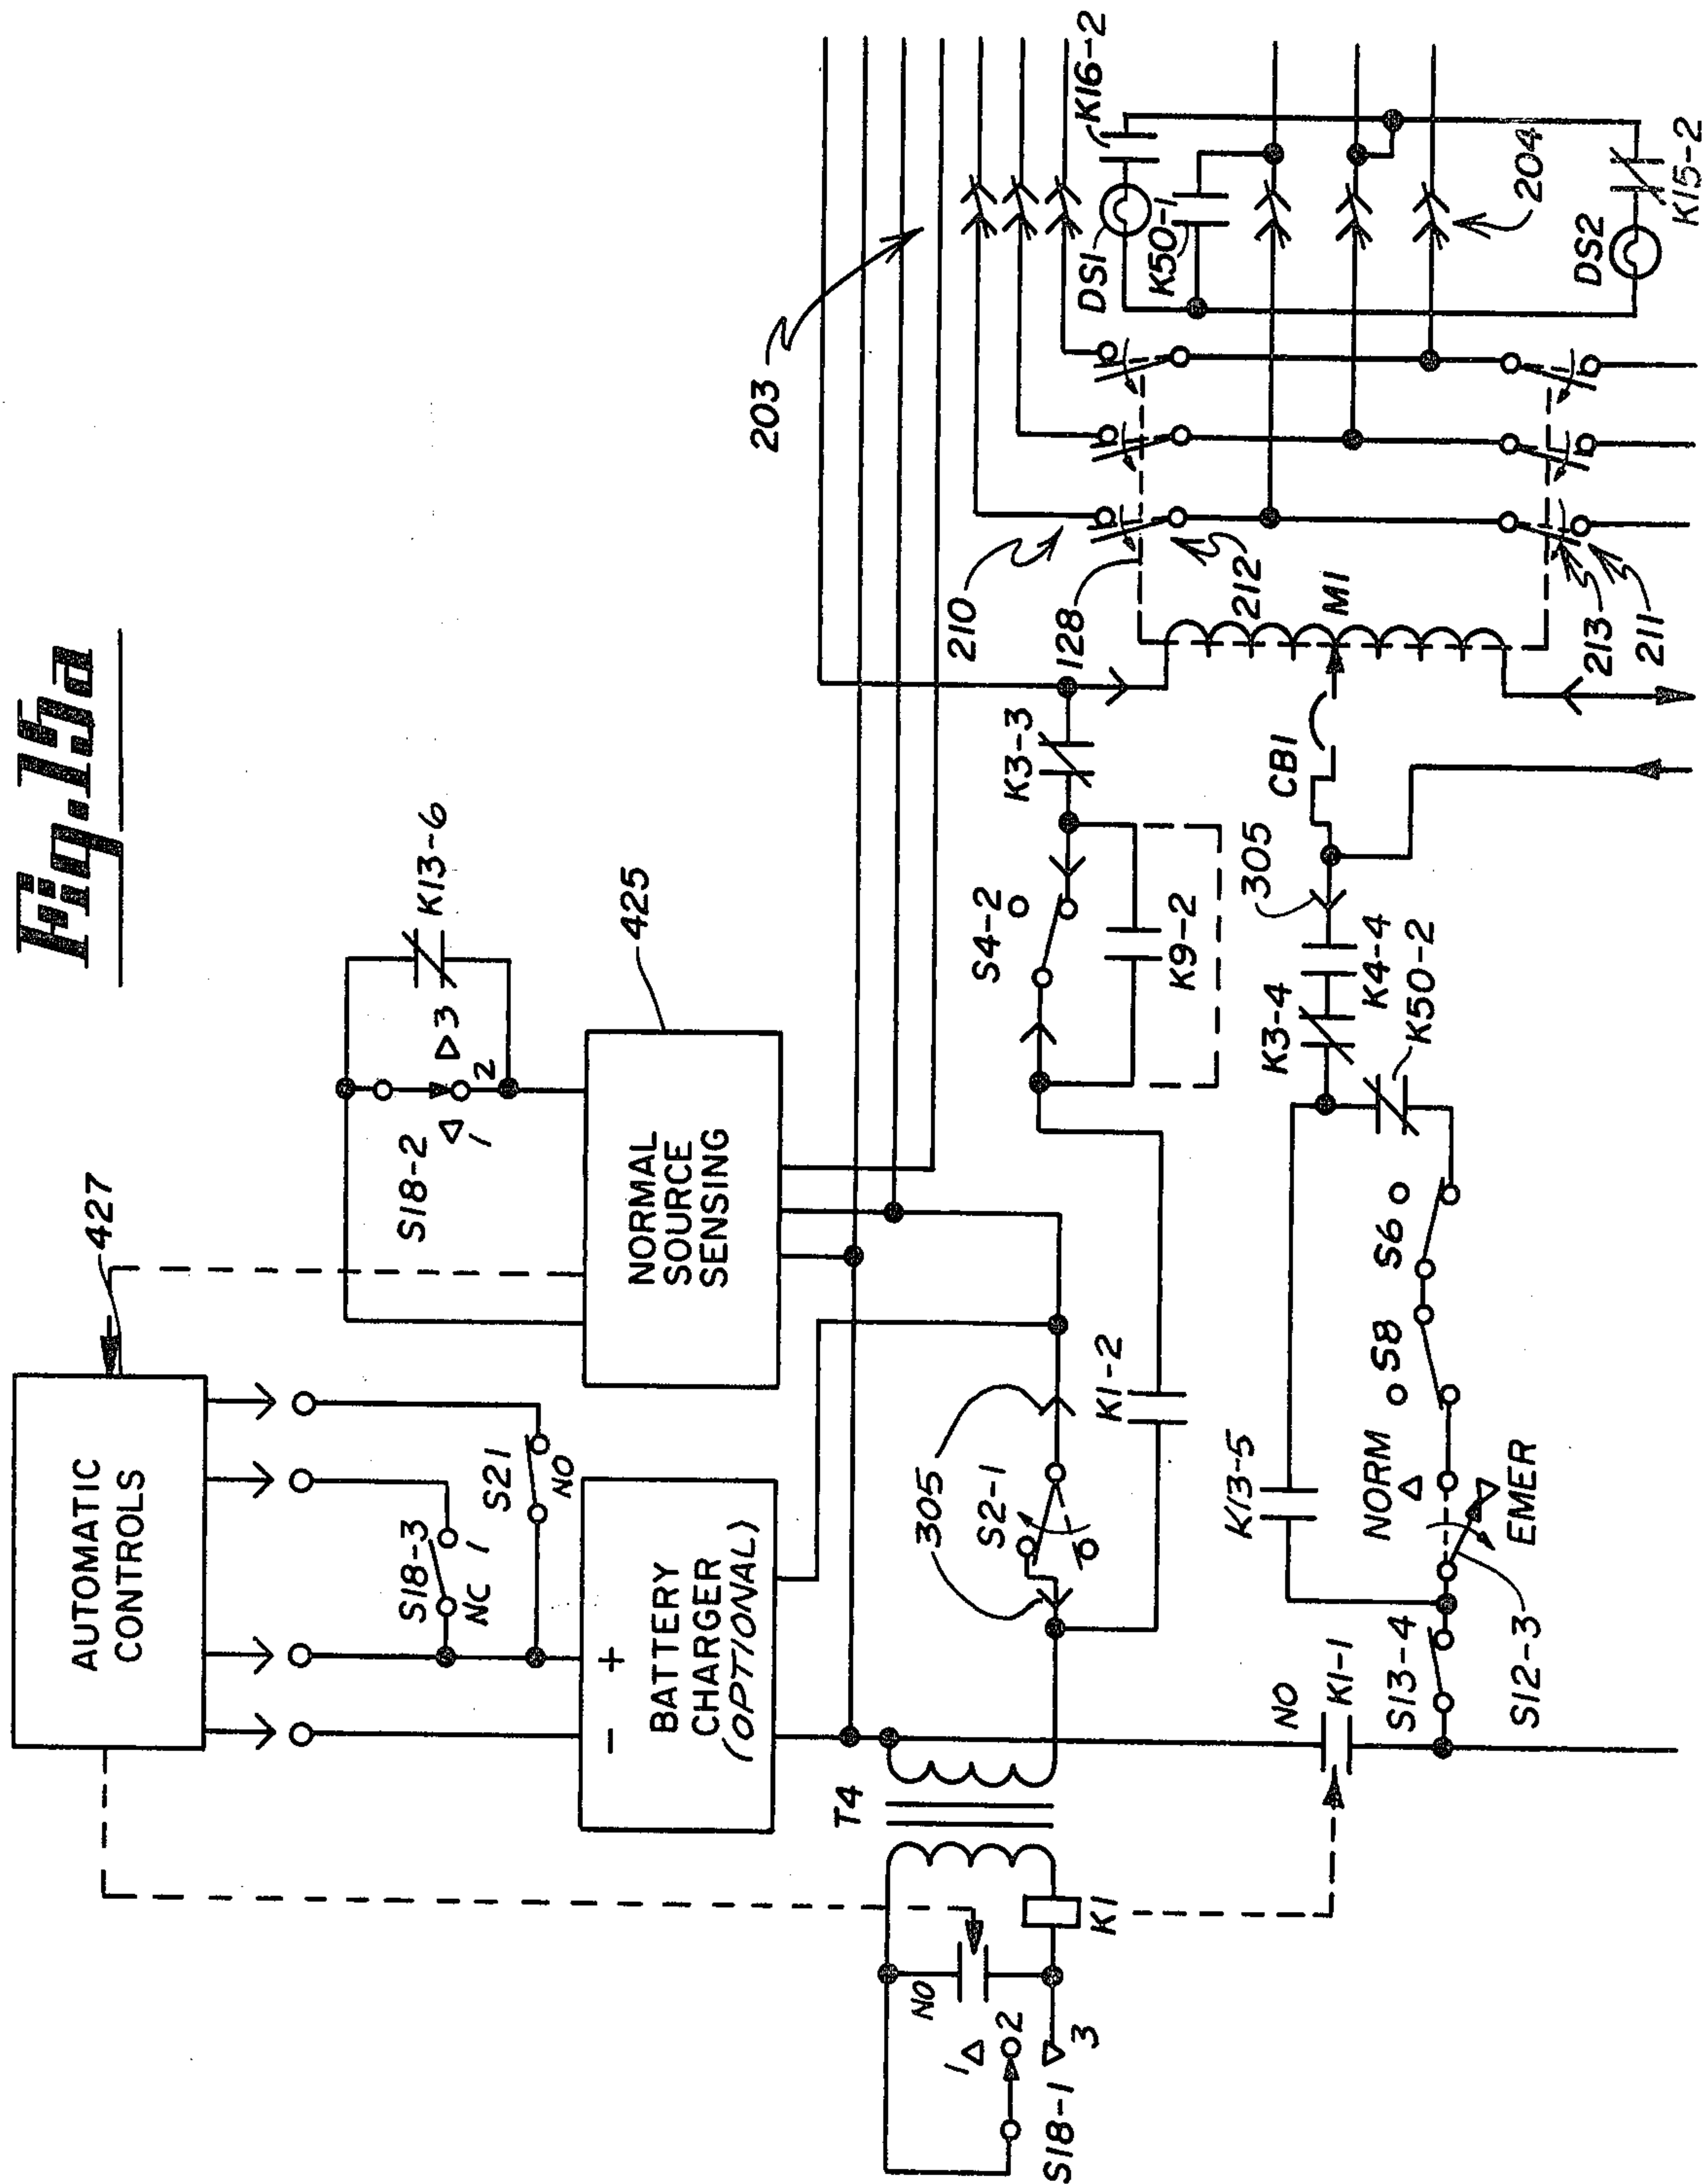 Fig. 15a
427
AUTOMATIC
CONTROLS
S18-3
NC 1
S21
NO
+
-
BATTERY
CHARGER
(OPTIONAL)
S18-2
1
2
3
K13-6
NORMAL
SOURCE
SENSING
425
203
T4
NO
1
2
3
S18-1
K1
305
S2-1
K1-2
S4-2
K9-2
K3-3
128
210
212
M1
213
211
DS1
K50-1
K16-2
204
DS2
K15-2
NO
K1-1
S13-4
S12-3
K13-5
NORM
EMER
S8
S6
K3-4
K4-4
K50-2
305
CB1